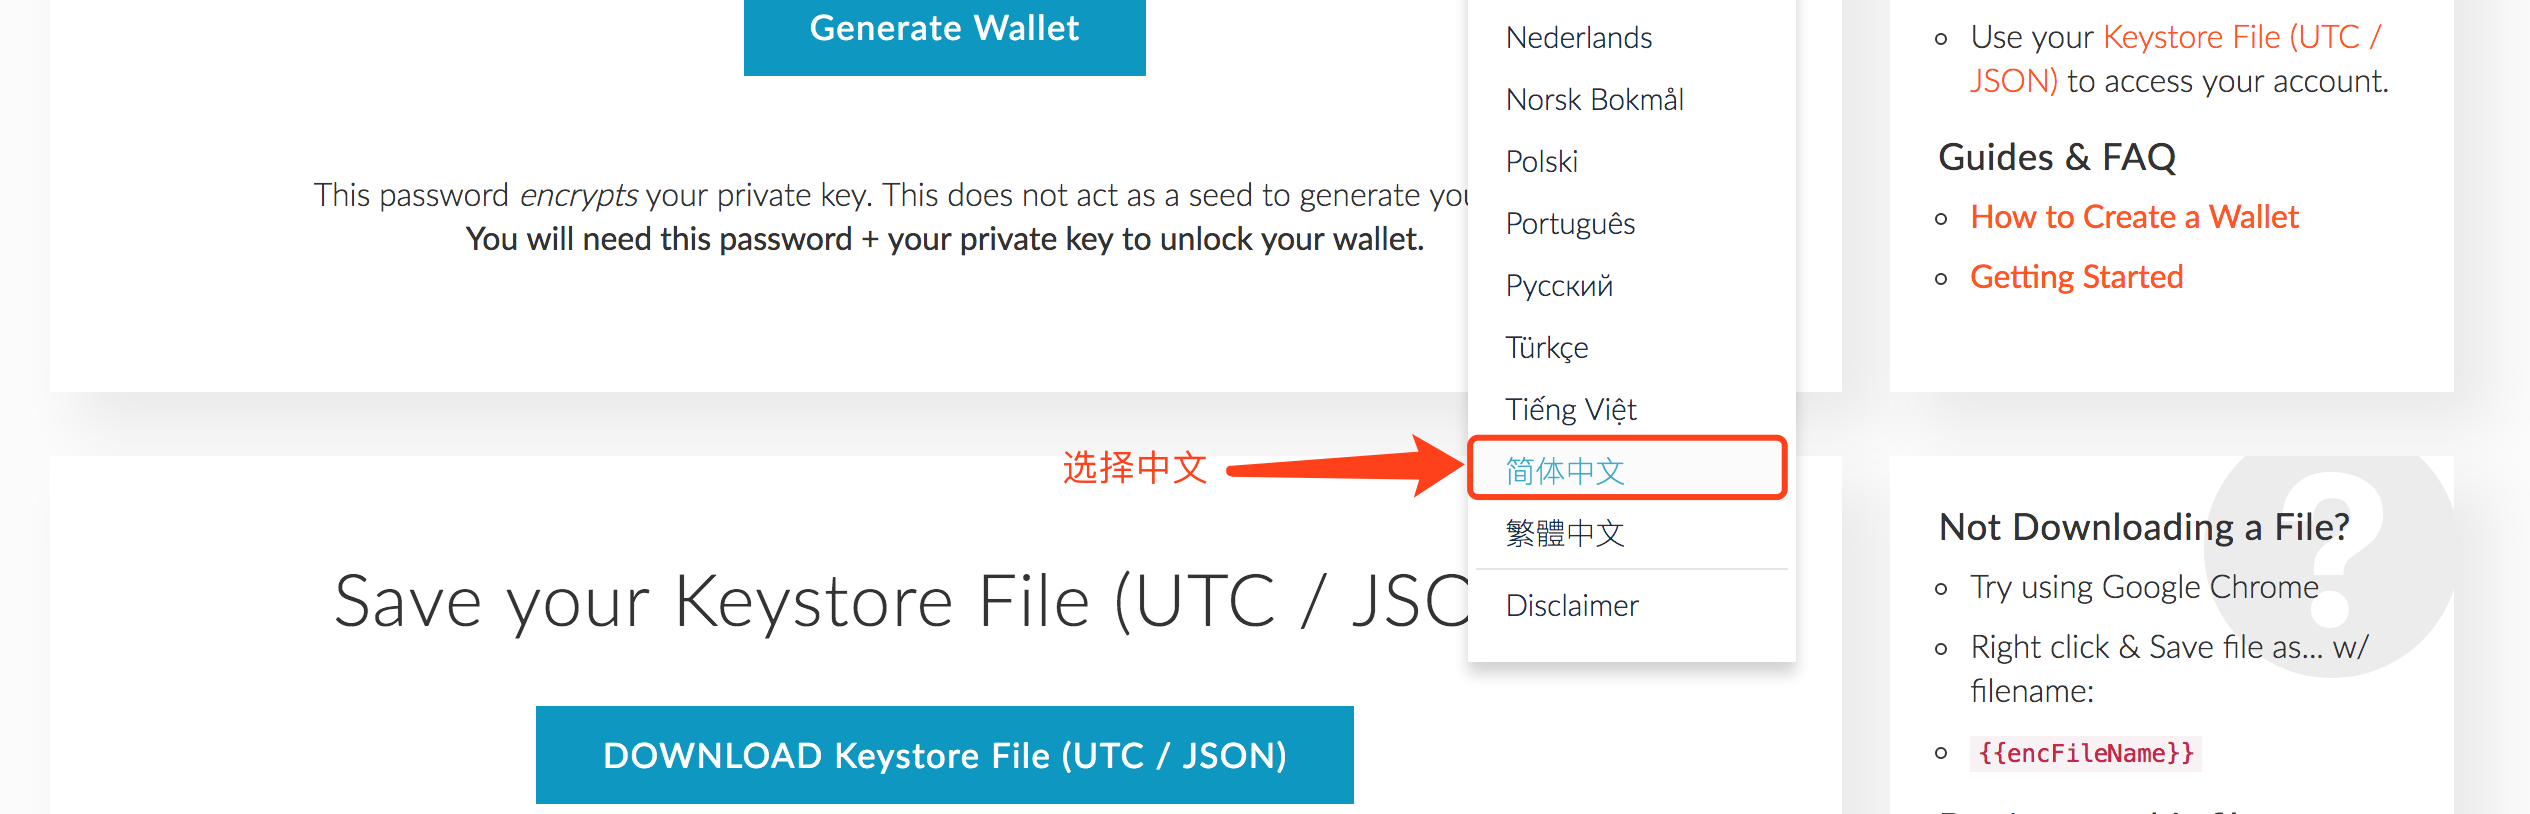 Generate Wallet
This password encrypts your private key. This does not act as a seed to generate
You will need this password + your private key to unlock your wallet.
Nederlands
Norsk Bokmål
Polski
Português
Русский
Türkçe
Tiếng Việt
选择中文
简体中文
繁體中文
Disclaimer
Save your Keystore File (UTC /
DOWNLOAD Keystore File (UTC / JSON)
Use your Keystore File (UTC /
JSON) to access your account.
Guides & FAQ
How to Create a Wallet
Getting Started
Not Downloading a File?
Try using Google Chrome
Right click & Save file as... w/
filename:
{{encFileName}}